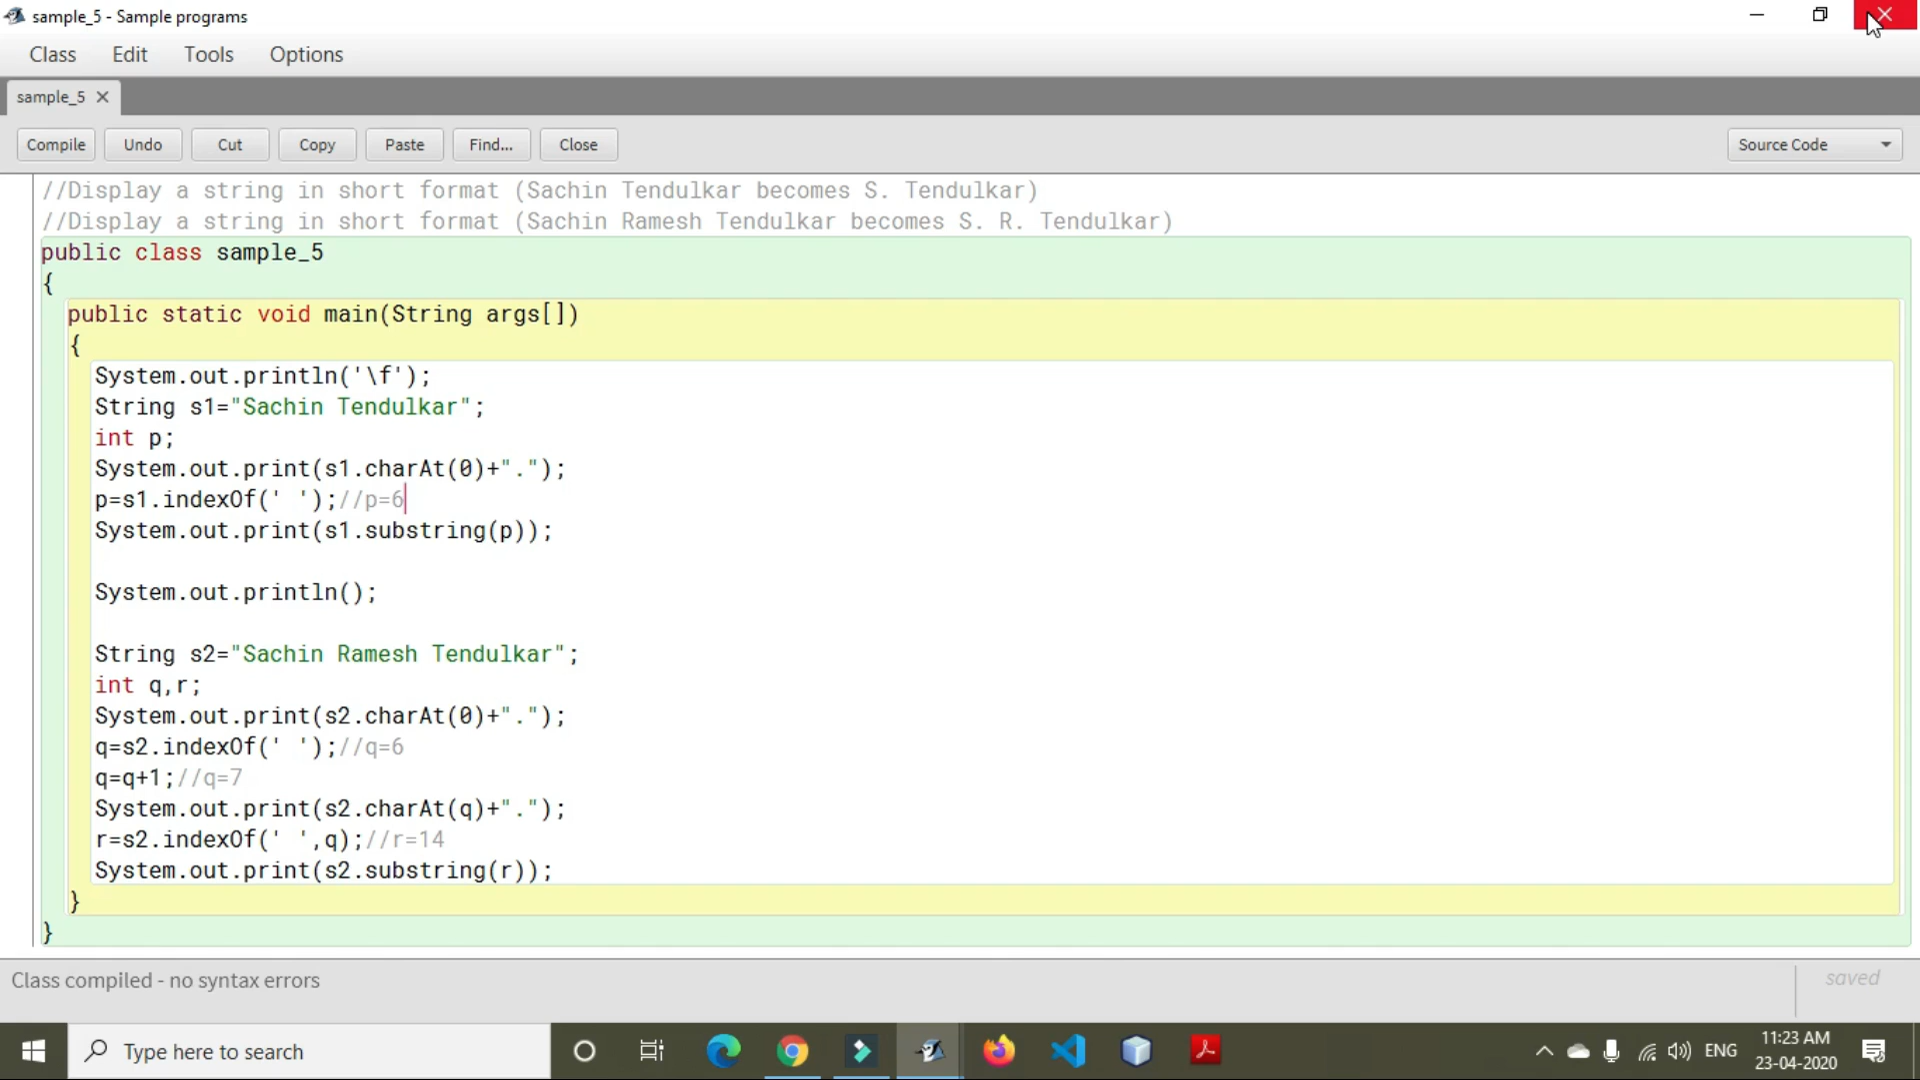 sample_5 - Sample programs
Class Edit Tools Options
sample_5
Compile Undo Cut Copy Paste Find... Close Source Code
//Display a string in short format (Sachin Tendulkar becomes S. Tendulkar)
//Display a string in short format (Sachin Ramesh Tendulkar becomes S. R. Tendulkar)
public class sample_5
{
public static void main(String args[])
{
System.out.println('\f');
String s1="Sachin Tendulkar";
int p;
System.out.print(s1.charAt(0)+".");
p=s1.indexOf(' ');//p=6
System.out.print(s1.substring(p));
System.out.println();
String s2="Sachin Ramesh Tendulkar";
int q,r;
System.out.print(s2.charAt(0)+".");
q=s2.indexOf(' ');//q=6
q=q+1;//q=7
System.out.print(s2.charAt(q)+".");
r=s2.indexOf(' ',q);//r=14
System.out.print(s2.substring(r));
}
}
Class compiled - no syntax errors
saved
Type here to search
ENG
11:23 AM
23-04-2020